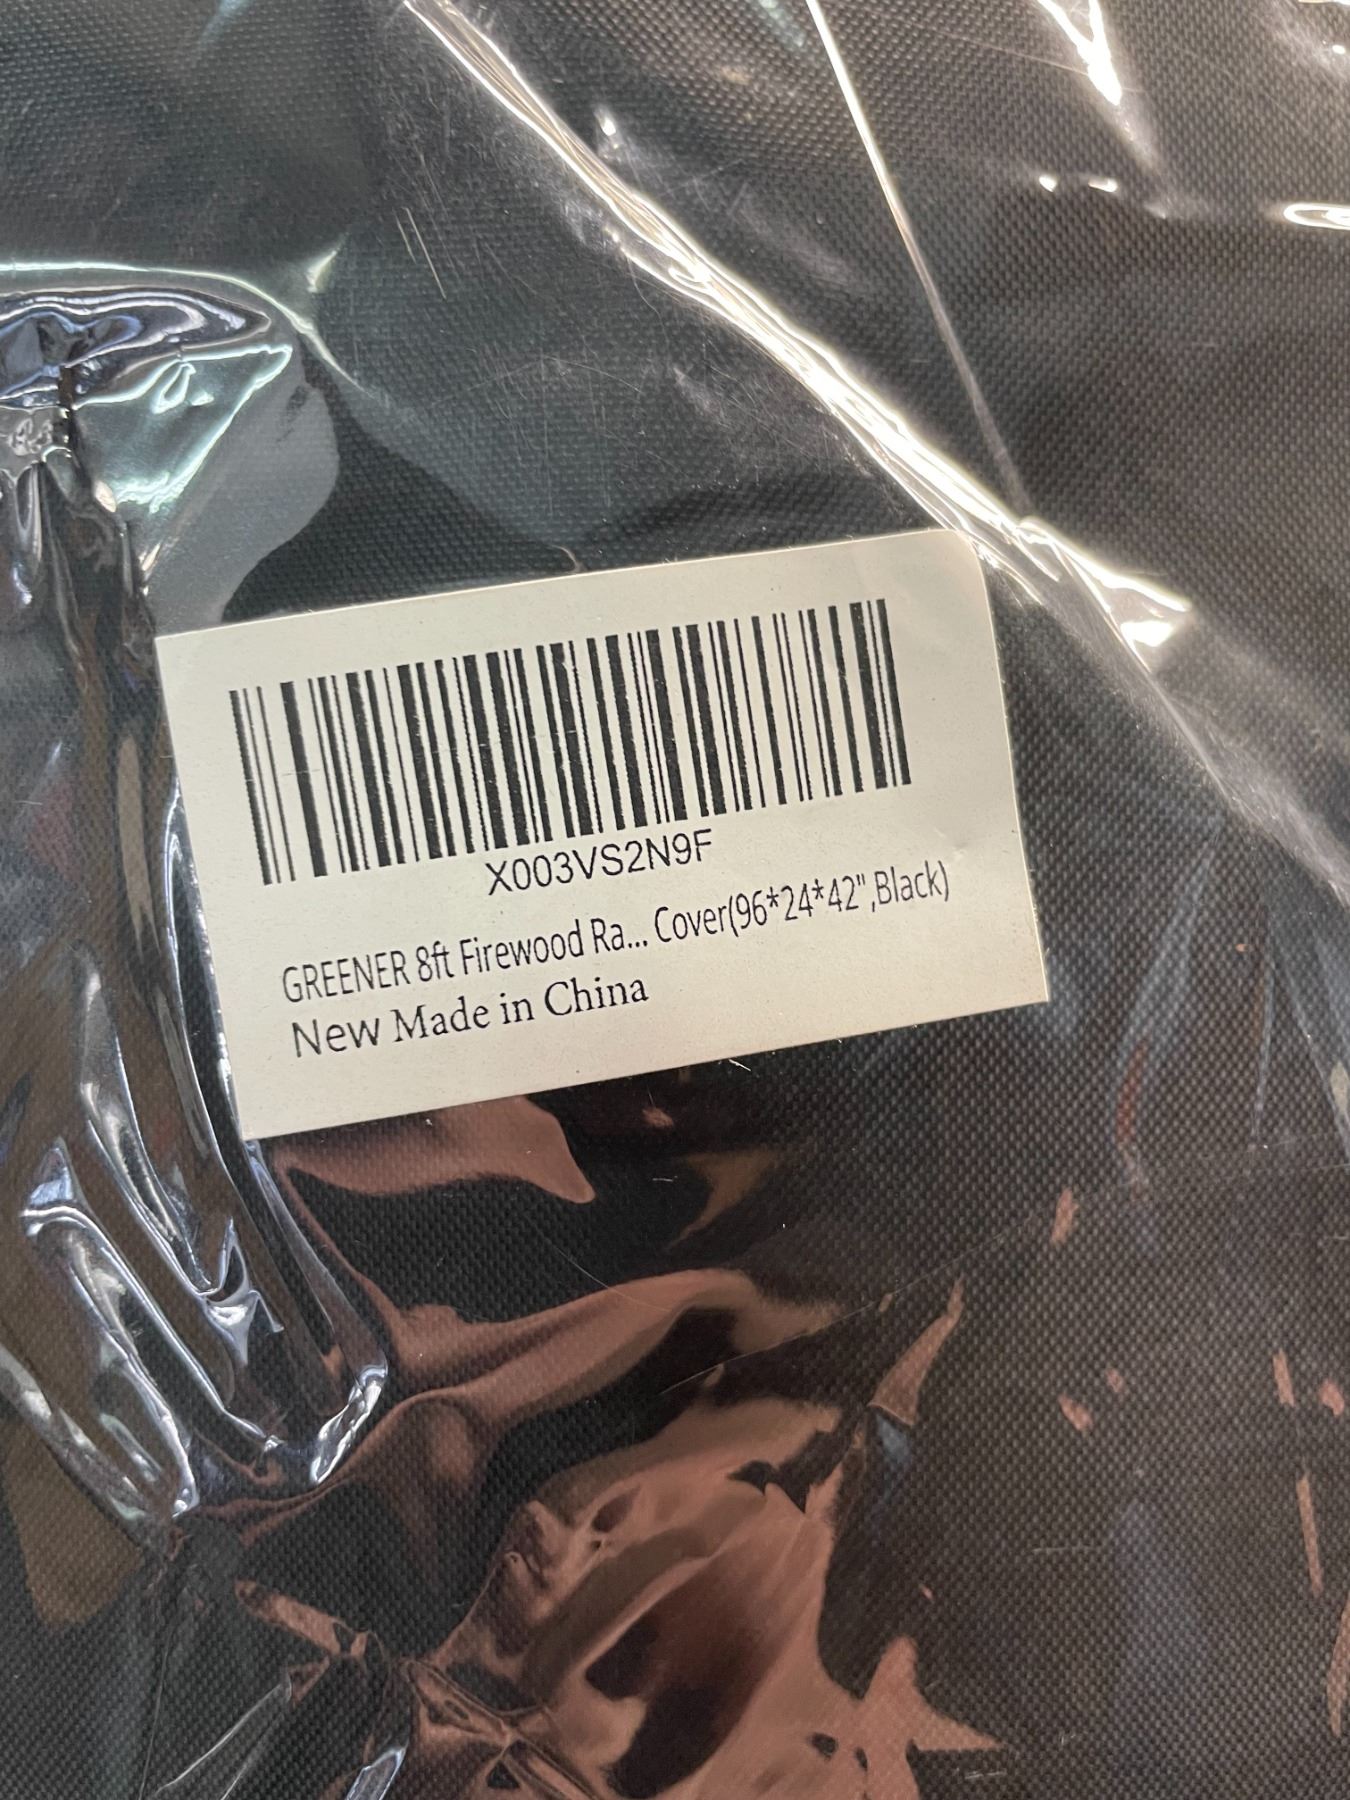 X003VS2N9F
GREENER 8ft Firewood Ra... Cover(96*24*42",Black)
New Made in China